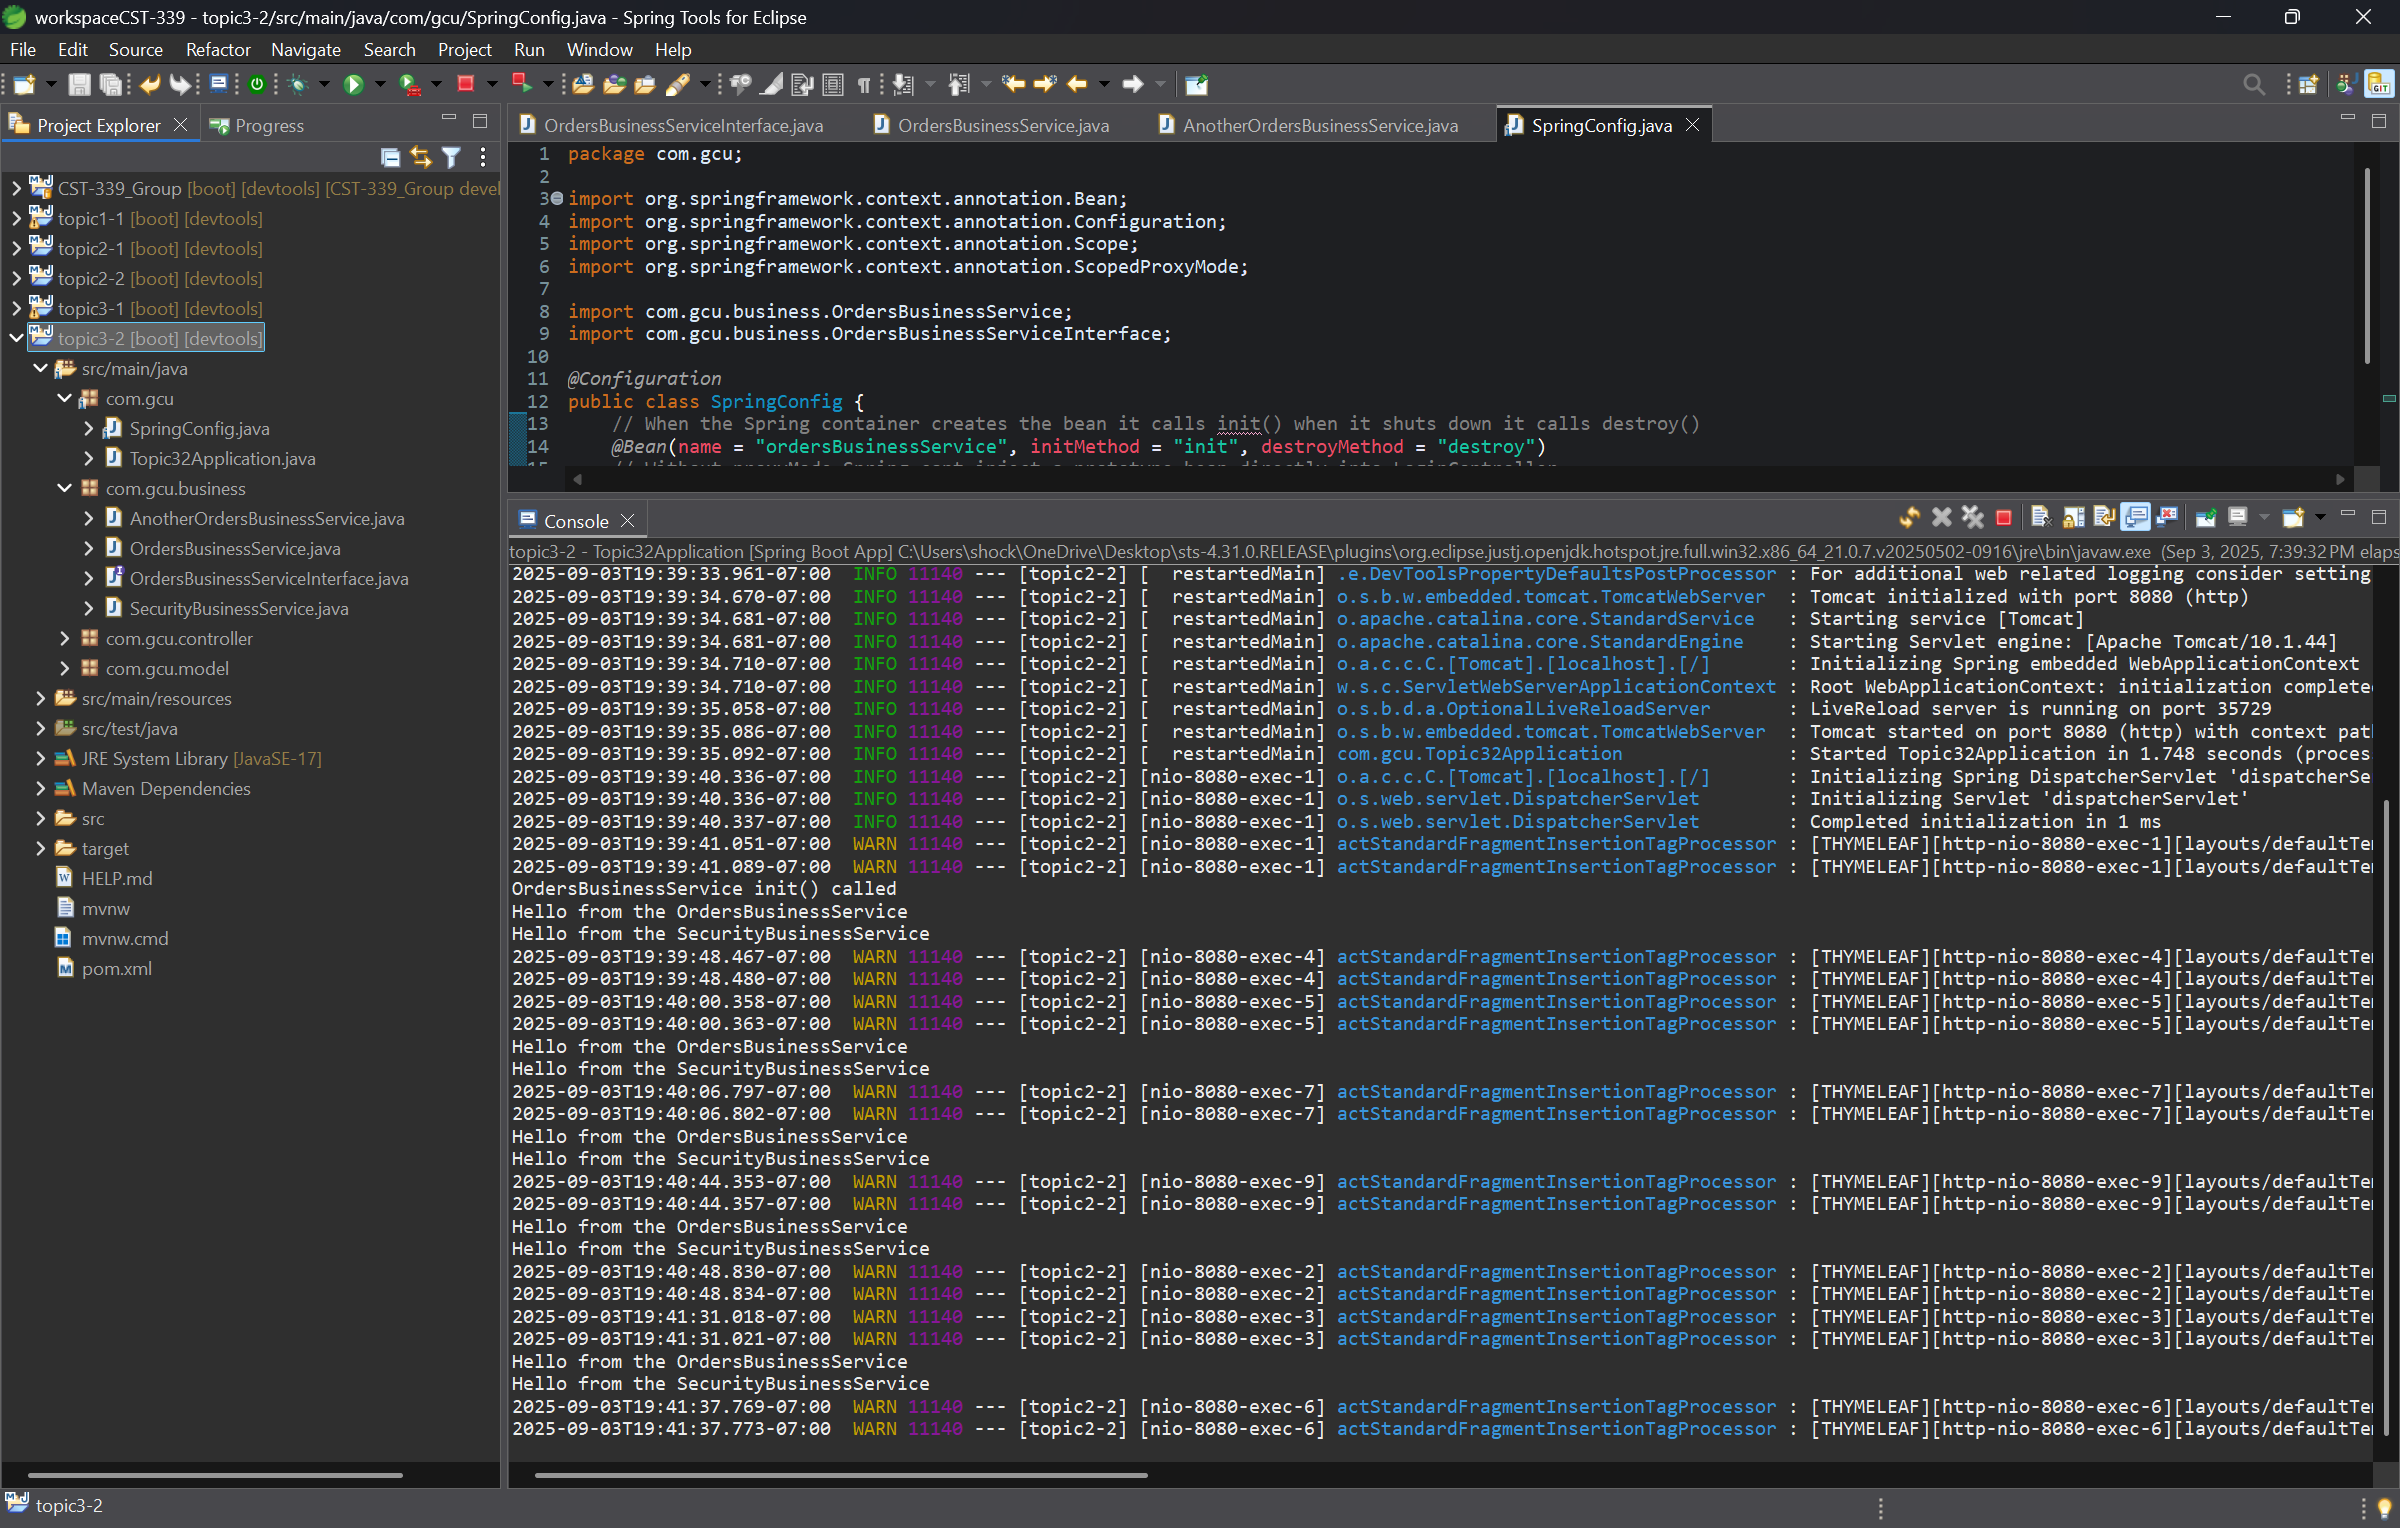 workspaceCST-339 - topic3-2/src/main/java/com/gcu/SpringConfig.java - Spring Tools for Eclipse
File Edit Source Refactor Navigate Search Project Run Window Help
Project Explorer Progress
CST-339_Group [boot] [devtools] [CST-339_Group devel
topic1-1 [boot] [devtools]
topic2-1 [boot] [devtools]
topic2-2 [boot] [devtools]
topic3-1 [boot] [devtools]
topic3-2 [boot] [devtools]
src/main/java
com.gcu
SpringConfig.java
Topic32Application.java
com.gcu.business
AnotherOrdersBusinessService.java
OrdersBusinessService.java
OrdersBusinessServiceInterface.java
SecurityBusinessService.java
com.gcu.controller
com.gcu.model
src/main/resources
src/test/java
JRE System Library [JavaSE-17]
Maven Dependencies
src
target
HELP.md
mvnw
mvnw.cmd
pom.xml
OrdersBusinessServiceInterface.java OrdersBusinessService.java AnotherOrdersBusinessService.java SpringConfig.java
1 package com.gcu;
2
3 import org.springframework.context.annotation.Bean;
4 import org.springframework.context.annotation.Configuration;
5 import org.springframework.context.annotation.Scope;
6 import org.springframework.context.annotation.ScopedProxyMode;
7
8 import com.gcu.business.OrdersBusinessService;
9 import com.gcu.business.OrdersBusinessServiceInterface;
10
11 @Configuration
12 public class SpringConfig {
13 // When the Spring container creates the bean it calls init() when it shuts down it calls destroy()
14 @Bean(name = "ordersBusinessService", initMethod = "init", destroyMethod = "destroy")
15 // Without proxyMode Spring cant inject a prototype bean directly into LoginController
Console
topic3-2 - Topic32Application [Spring Boot App] C:\Users\shock\OneDrive\Desktop\sts-4.31.0.RELEASE\plugins\org.eclipse.justj.openjdk.hotspot.jre.full.win32.x86_64_21.0.7.v20250502-0916\jre\bin\javaw.exe (Sep 3, 2025, 7:39:32 PM elaps
2025-09-03T19:39:33.961-07:00 INFO 11140 --- [topic2-2] [ restartedMain] .e.DevToolsPropertyDefaultsPostProcessor : For additional web related logging consider setting
2025-09-03T19:39:34.670-07:00 INFO 11140 --- [topic2-2] [ restartedMain] o.s.b.w.embedded.tomcat.TomcatWebServer : Tomcat initialized with port 8080 (http)
2025-09-03T19:39:34.681-07:00 INFO 11140 --- [topic2-2] [ restartedMain] o.apache.catalina.core.StandardService : Starting service [Tomcat]
2025-09-03T19:39:34.681-07:00 INFO 11140 --- [topic2-2] [ restartedMain] o.apache.catalina.core.StandardEngine : Starting Servlet engine: [Apache Tomcat/10.1.44]
2025-09-03T19:39:34.710-07:00 INFO 11140 --- [topic2-2] [ restartedMain] o.a.c.c.C.[Tomcat].[localhost].[/] : Initializing Spring embedded WebApplicationContext
2025-09-03T19:39:34.710-07:00 INFO 11140 --- [topic2-2] [ restartedMain] w.s.c.ServletWebServerApplicationContext : Root WebApplicationContext: initialization complete
2025-09-03T19:39:35.058-07:00 INFO 11140 --- [topic2-2] [ restartedMain] o.s.b.d.a.OptionalLiveReloadServer : LiveReload server is running on port 35729
2025-09-03T19:39:35.086-07:00 INFO 11140 --- [topic2-2] [ restartedMain] o.s.b.w.embedded.tomcat.TomcatWebServer : Tomcat started on port 8080 (http) with context pat
2025-09-03T19:39:35.092-07:00 INFO 11140 --- [topic2-2] [ restartedMain] com.gcu.Topic32Application : Started Topic32Application in 1.748 seconds (proces
2025-09-03T19:39:40.336-07:00 INFO 11140 --- [topic2-2] [nio-8080-exec-1] o.a.c.c.C.[Tomcat].[localhost].[/] : Initializing Spring DispatcherServlet 'dispatcherSe
2025-09-03T19:39:40.336-07:00 INFO 11140 --- [topic2-2] [nio-8080-exec-1] o.s.web.servlet.DispatcherServlet : Initializing Servlet 'dispatcherServlet'
2025-09-03T19:39:40.337-07:00 INFO 11140 --- [topic2-2] [nio-8080-exec-1] o.s.web.servlet.DispatcherServlet : Completed initialization in 1 ms
2025-09-03T19:39:41.051-07:00 WARN 11140 --- [topic2-2] [nio-8080-exec-1] actStandardFragmentInsertionTagProcessor : [THYMELEAF][http-nio-8080-exec-1][layouts/defaultTe
2025-09-03T19:39:41.089-07:00 WARN 11140 --- [topic2-2] [nio-8080-exec-1] actStandardFragmentInsertionTagProcessor : [THYMELEAF][http-nio-8080-exec-1][layouts/defaultTe
OrdersBusinessService init() called
Hello from the OrdersBusinessService
Hello from the SecurityBusinessService
2025-09-03T19:39:48.467-07:00 WARN 11140 --- [topic2-2] [nio-8080-exec-4] actStandardFragmentInsertionTagProcessor : [THYMELEAF][http-nio-8080-exec-4][layouts/defaultTe
2025-09-03T19:39:48.480-07:00 WARN 11140 --- [topic2-2] [nio-8080-exec-4] actStandardFragmentInsertionTagProcessor : [THYMELEAF][http-nio-8080-exec-4][layouts/defaultTe
2025-09-03T19:40:00.358-07:00 WARN 11140 --- [topic2-2] [nio-8080-exec-5] actStandardFragmentInsertionTagProcessor : [THYMELEAF][http-nio-8080-exec-5][layouts/defaultTe
2025-09-03T19:40:00.363-07:00 WARN 11140 --- [topic2-2] [nio-8080-exec-5] actStandardFragmentInsertionTagProcessor : [THYMELEAF][http-nio-8080-exec-5][layouts/defaultTe
Hello from the OrdersBusinessService
Hello from the SecurityBusinessService
2025-09-03T19:40:06.797-07:00 WARN 11140 --- [topic2-2] [nio-8080-exec-7] actStandardFragmentInsertionTagProcessor : [THYMELEAF][http-nio-8080-exec-7][layouts/defaultTe
2025-09-03T19:40:06.802-07:00 WARN 11140 --- [topic2-2] [nio-8080-exec-7] actStandardFragmentInsertionTagProcessor : [THYMELEAF][http-nio-8080-exec-7][layouts/defaultTe
Hello from the OrdersBusinessService
Hello from the SecurityBusinessService
2025-09-03T19:40:44.353-07:00 WARN 11140 --- [topic2-2] [nio-8080-exec-9] actStandardFragmentInsertionTagProcessor : [THYMELEAF][http-nio-8080-exec-9][layouts/defaultTe
2025-09-03T19:40:44.357-07:00 WARN 11140 --- [topic2-2] [nio-8080-exec-9] actStandardFragmentInsertionTagProcessor : [THYMELEAF][http-nio-8080-exec-9][layouts/defaultTe
Hello from the OrdersBusinessService
Hello from the SecurityBusinessService
2025-09-03T19:40:48.830-07:00 WARN 11140 --- [topic2-2] [nio-8080-exec-2] actStandardFragmentInsertionTagProcessor : [THYMELEAF][http-nio-8080-exec-2][layouts/defaultTe
2025-09-03T19:40:48.834-07:00 WARN 11140 --- [topic2-2] [nio-8080-exec-2] actStandardFragmentInsertionTagProcessor : [THYMELEAF][http-nio-8080-exec-2][layouts/defaultTe
2025-09-03T19:41:31.018-07:00 WARN 11140 --- [topic2-2] [nio-8080-exec-3] actStandardFragmentInsertionTagProcessor : [THYMELEAF][http-nio-8080-exec-3][layouts/defaultTe
2025-09-03T19:41:31.021-07:00 WARN 11140 --- [topic2-2] [nio-8080-exec-3] actStandardFragmentInsertionTagProcessor : [THYMELEAF][http-nio-8080-exec-3][layouts/defaultTe
Hello from the OrdersBusinessService
Hello from the SecurityBusinessService
2025-09-03T19:41:37.769-07:00 WARN 11140 --- [topic2-2] [nio-8080-exec-6] actStandardFragmentInsertionTagProcessor : [THYMELEAF][http-nio-8080-exec-6][layouts/defaultTe
2025-09-03T19:41:37.773-07:00 WARN 11140 --- [topic2-2] [nio-8080-exec-6] actStandardFragmentInsertionTagProcessor : [THYMELEAF][http-nio-8080-exec-6][layouts/defaultTe
topic3-2